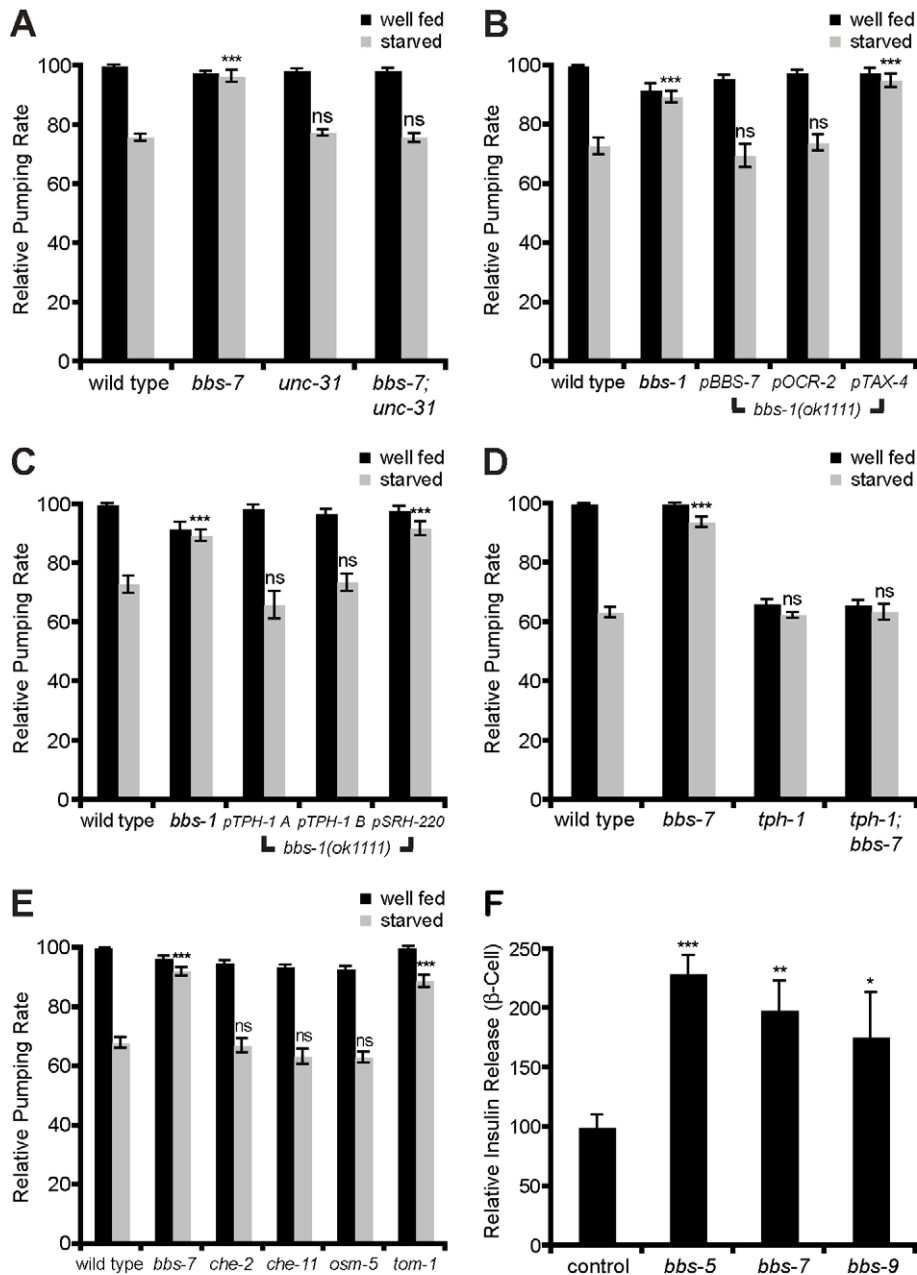 A
well fed
starved
Relative Pumping Rate
100
80
60
40
20
0
***
ns
ns
wild type
bbs-7
unc-31
bbs-7;
unc-31
B
well fed
starved
Relative Pumping Rate
100
80
60
40
20
0
***
ns
ns
***
wild type
bbs-1
pBBS-7
pOCR-2
pTAX-4
bbs-1(ok1111)
C
well fed
starved
Relative Pumping Rate
100
80
60
40
20
0
***
ns
ns
***
wild type
bbs-1
pTPH-1 A
pTPH-1 B
pSRH-220
bbs-1(ok1111)
D
well fed
starved
Relative Pumping Rate
100
80
60
40
20
0
***
ns
ns
wild type
bbs-7
tph-1
tph-1;
bbs-7
E
well fed
starved
Relative Pumping Rate
100
80
60
40
20
0
***
ns
ns
ns
***
wild type
bbs-7
che-2
che-11
osm-5
tom-1
F
Relative Insulin Release (β-Cell)
250
200
150
100
50
0
***
**
*
control
bbs-5
bbs-7
bbs-9